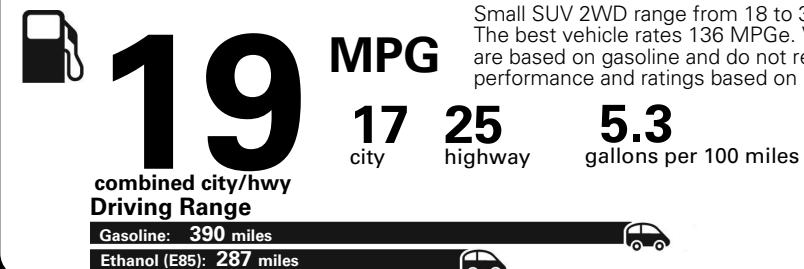 Small SUV 2WD range from 18 to
The best vehicle rates 136 MPGe.
are based on gasoline and do not
performance and ratings based on
19
MPG
17 25 5.3
city highway gallons per 100 miles
combined city/hwy
Driving Range
Gasoline: 390 miles
Ethanol (E85): 287 miles